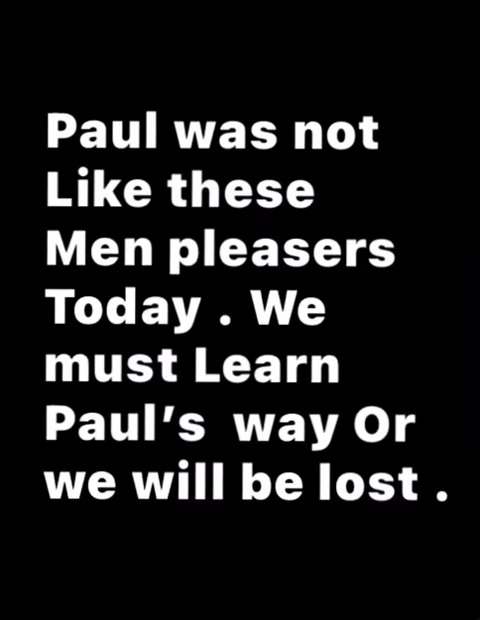 Paul was not
Like these
Men pleasers
Today . We
must Learn
Paul’s  way Or
we will be lost .